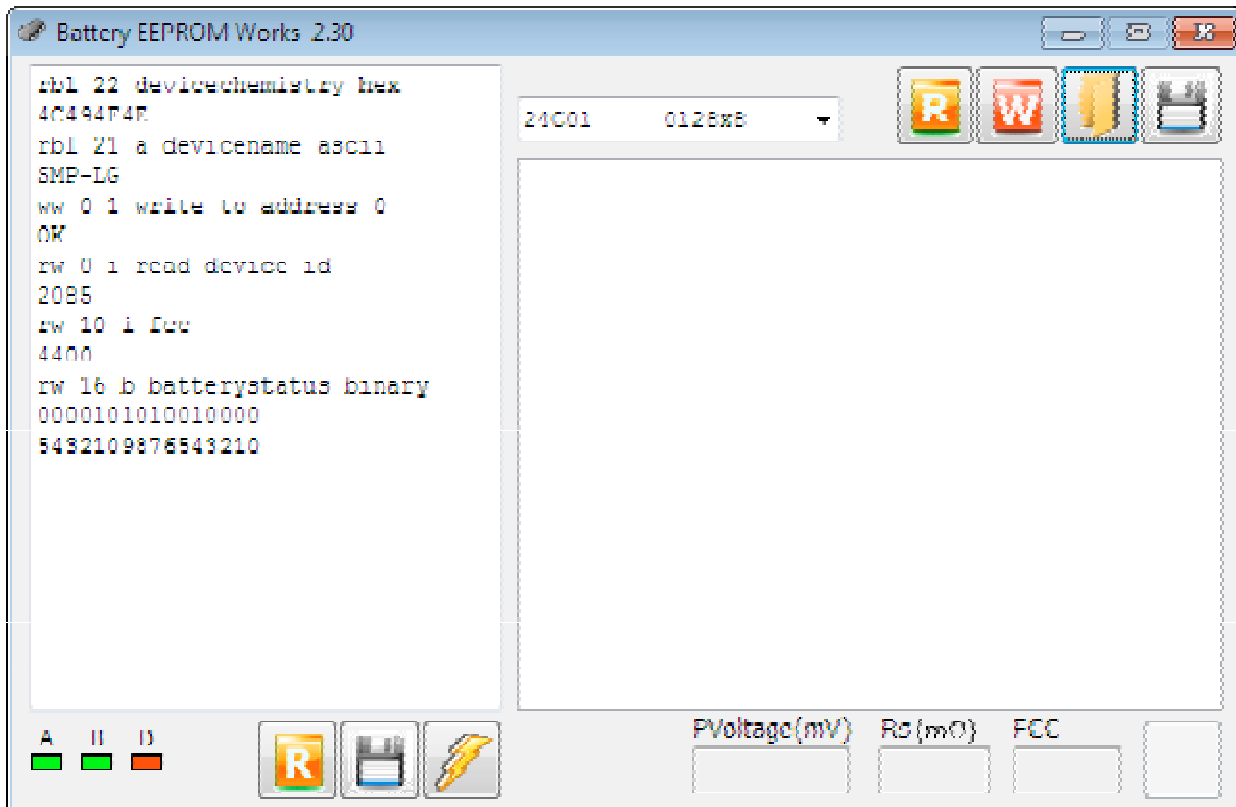 Battery EEPROM Works 2.30
rbl 22 devicechemistry hex
4C494F4E
rbl 21 a devicename ascii
SMP-LG
ww 0 1 write to address 0
OK
rw 0 i read device id
2085
rw 10 i fcc
4400
rw 16 b batterystatus binary
0000101010010000
5432109876543210
24C01 0128x8
R
W
A B D
R
PVoltage(mV) Rs(mΩ) FCC